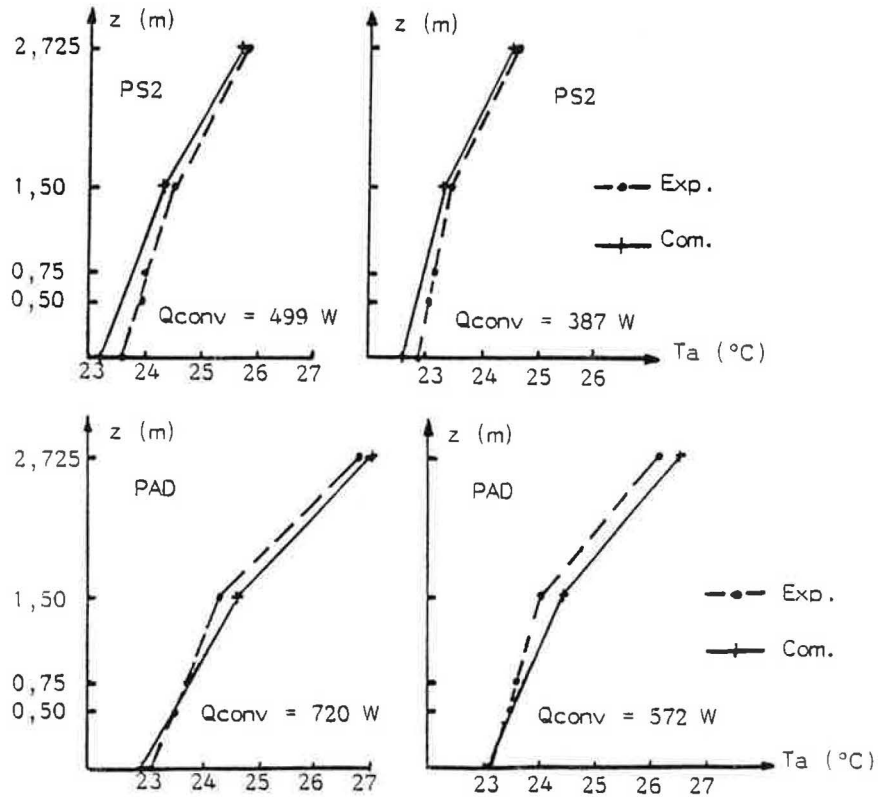 z (m)
2,725
PS2
1,50
0,75
0,50
Qconv = 499 W
23 24 25 26 27
z (m)
PS2
Exp.
Com.
Qconv = 387 W
Ta (°C)
23 24 25 26
z (m)
2,725
PAD
1,50
0,75
0,50
Qconv = 720 W
23 24 25 26 27
z (m)
PAD
Exp.
Com.
Qconv = 572 W
Ta (°C)
23 24 25 26 27